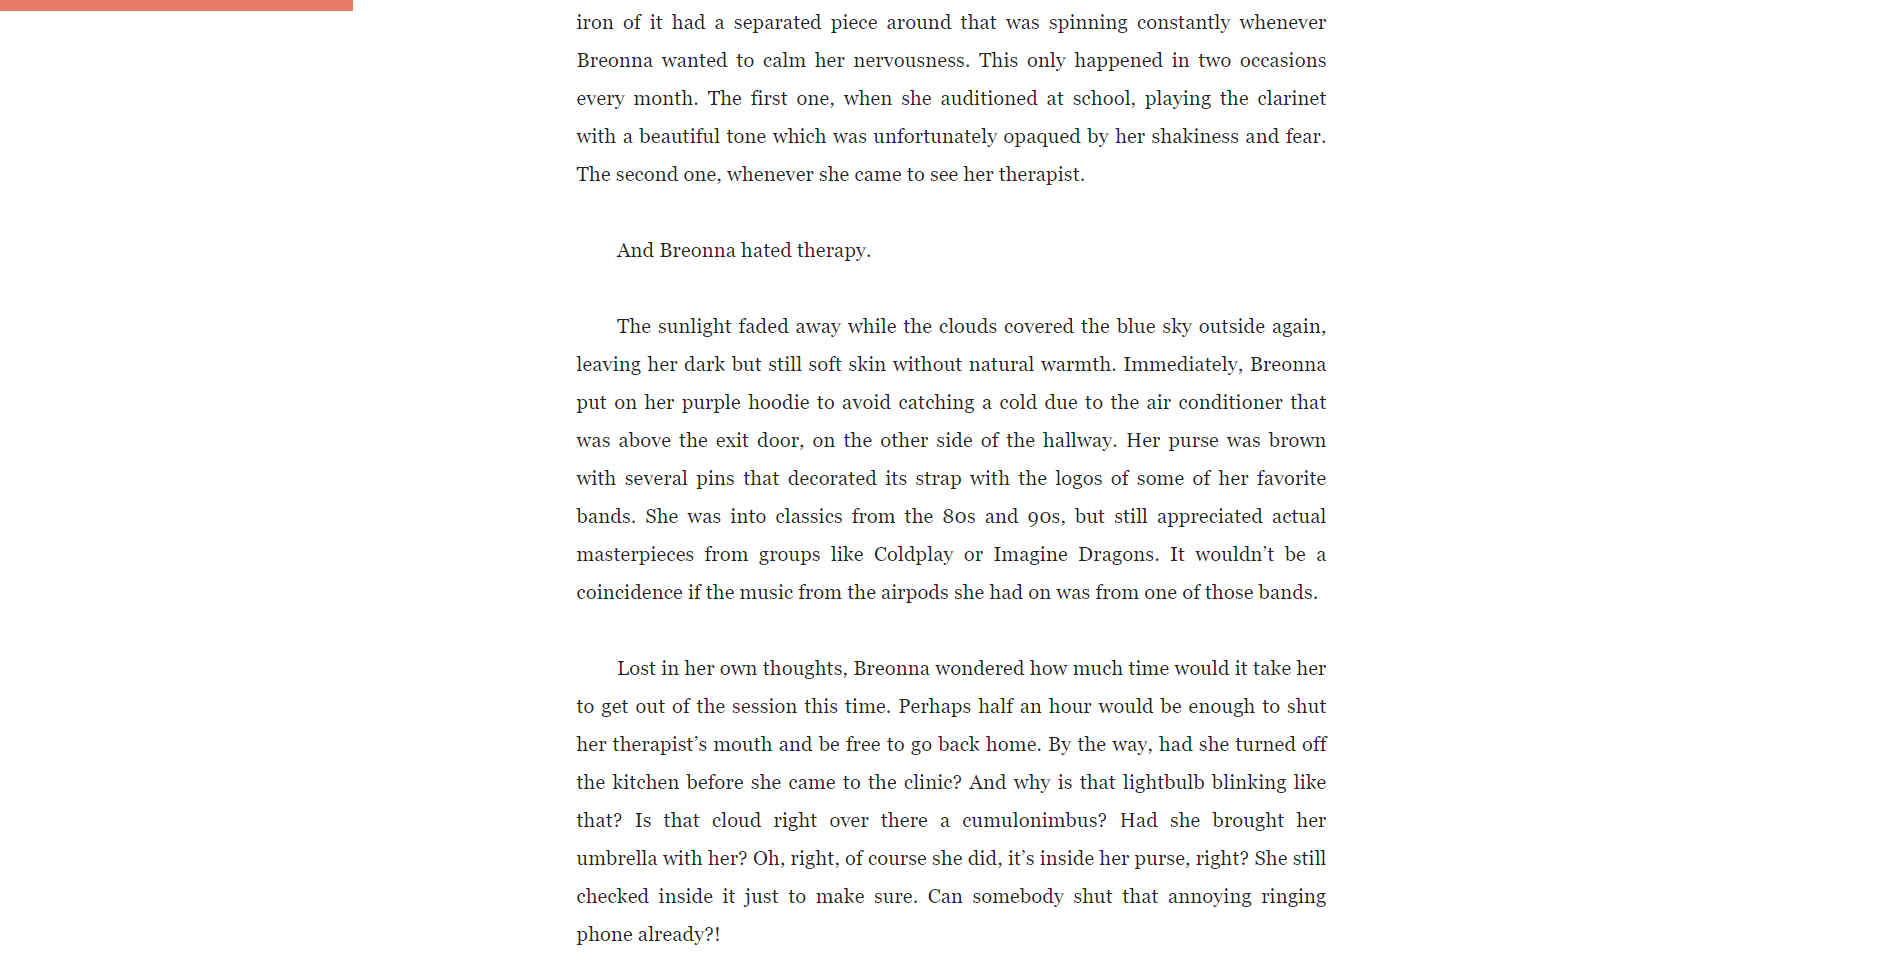 iron of it had a separated piece around that was spinning constantly whenever
Breonna wanted to calm her nervousness. This only happened in two occasions
every month. The first one, when she auditioned at school, playing the clarinet
with a beautiful tone which was unfortunately opaqued by her shakiness and fear.
The second one, whenever she came to see her therapist.
And Breonna hated therapy.
The sunlight faded away while the clouds covered the blue sky outside again,
leaving her dark but still soft skin without natural warmth. Immediately, Breonna
put on her purple hoodie to avoid catching a cold due to the air conditioner that
was above the exit door, on the other side of the hallway. Her purse was brown
with several pins that decorated its strap with the logos of some of her favorite
bands. She was into classics from the 80s and 90s, but still appreciated actual
masterpieces from groups like Coldplay or Imagine Dragons. It wouldn’t be a
coincidence if the music from the airpods she had on was from one of those bands.
Lost in her own thoughts, Breonna wondered how much time would it take her
to get out of the session this time. Perhaps half an hour would be enough to shut
her therapist’s mouth and be free to go back home. By the way, had she turned off
the kitchen before she came to the clinic? And why is that lightbulb blinking like
that? Is that cloud right over there a cumulonimbus? Had she brought her
umbrella with her? Oh, right, of course she did, it’s inside her purse, right? She still
checked inside it just to make sure. Can somebody shut that annoying ringing
phone already?!